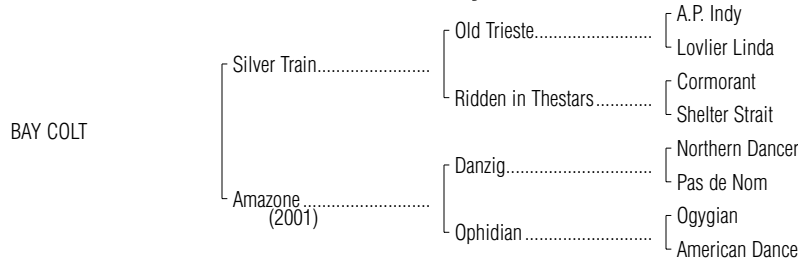 A.P. Indy
Old Trieste
Lovlier Linda
Silver Train
Cormorant
Ridden in Thestars
Shelter Strait
BAY COLT
Northern Dancer
Danzig
Pas de Nom
Amazone
(2001)
Ogygian
Ophidian
American Dance